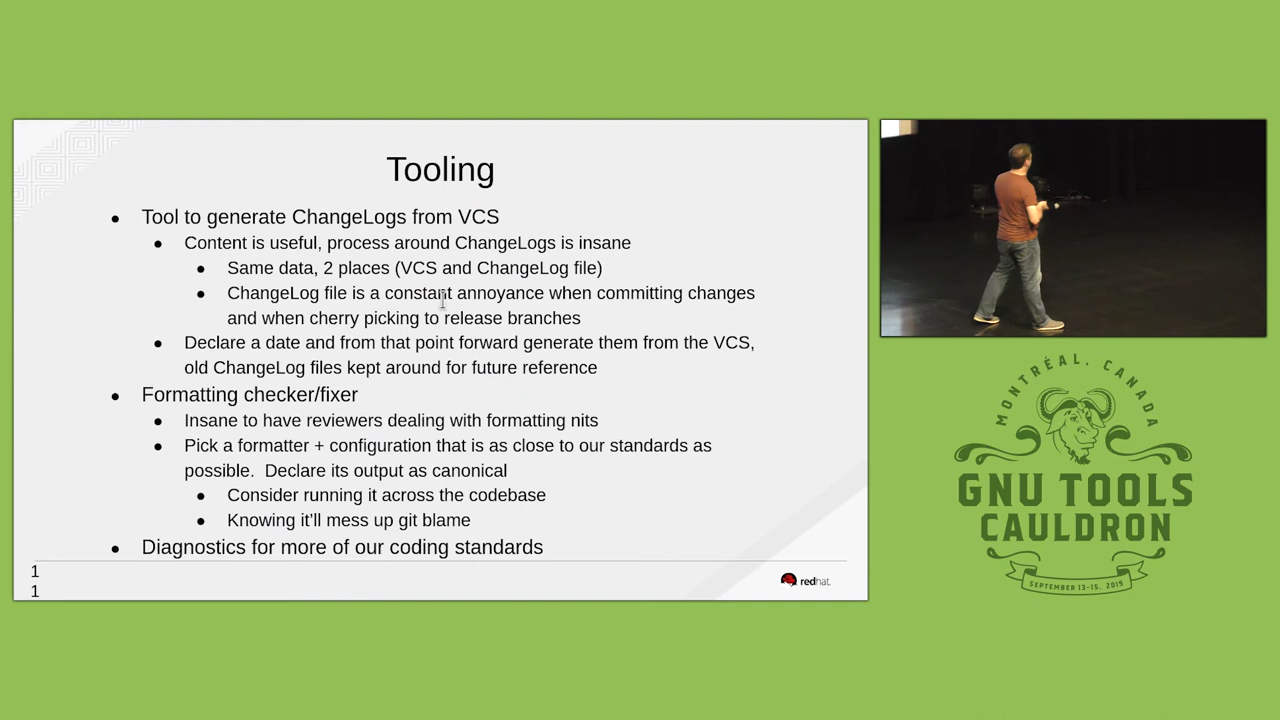 Tooling
● Tool to generate ChangeLogs from VCS
● Content is useful, process around ChangeLogs is insane
● Same data, 2 places (VCS and ChangeLog file)
● ChangeLog file is a constant annoyance when committing changes
and when cherry picking to release branches
● Declare a date and from that point forward generate them from the VCS,
old ChangeLog files kept around for future reference
● Formatting checker/fixer
● Insane to have reviewers dealing with formatting nits
● Pick a formatter + configuration that is as close to our standards as
possible.  Declare its output as canonical
● Consider running it across the codebase
● Knowing it’ll mess up git blame
● Diagnostics for more of our coding standards
1
1
redhat.
MONTRÉAL, CANADA
GNU TOOLS
CAULDRON
SEPTEMBER 13-15, 2019